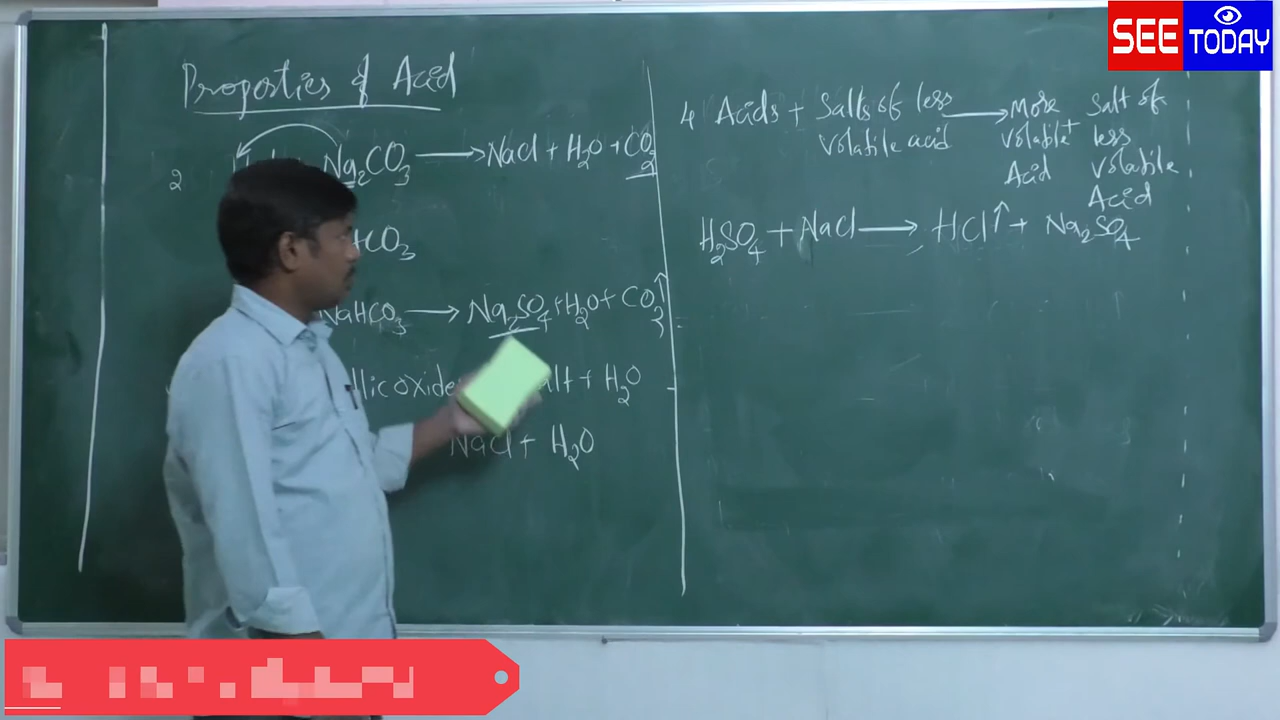 SEE TODAY
Properties of Acid
2 Na₂CO₃ ⟶ NaCl + H₂O + CO₂
HCO₃
NaHCO₃ ⟶ Na₂SO₄ + H₂O + CO₂↑
llic oxide alt + H₂O
NaCl + H₂O
4 Acids + Salts of less ⟶ More Salt of
volatile acid volatile + less
Acid volatile
Acid
H₂SO₄ + NaCl ⟶ HCl↑ + Na₂SO₄